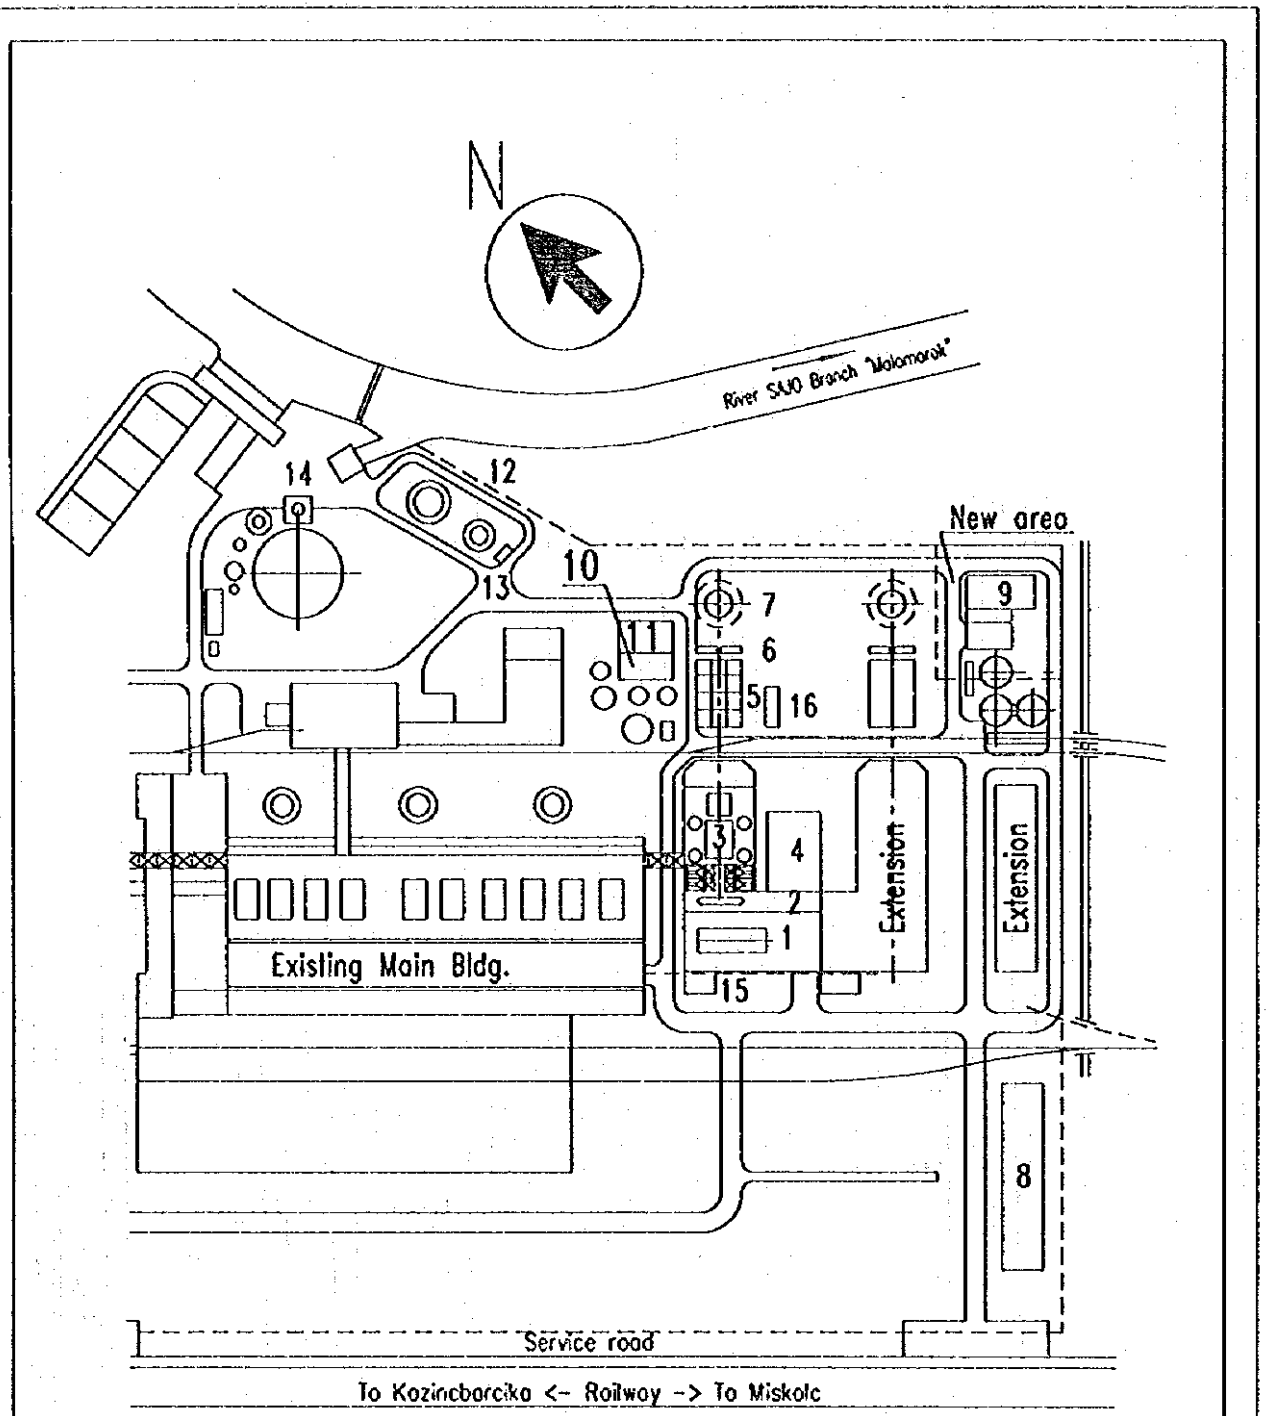 N
River SAJO Branch "Malomarok"
14
12
New area
10
13
9
7
11
6
5
16
3
4
Extension
Extension
2
1
Existing Main Bldg.
15
8
Service road
To Kazincbarcika <- Railway -> To Miskolc